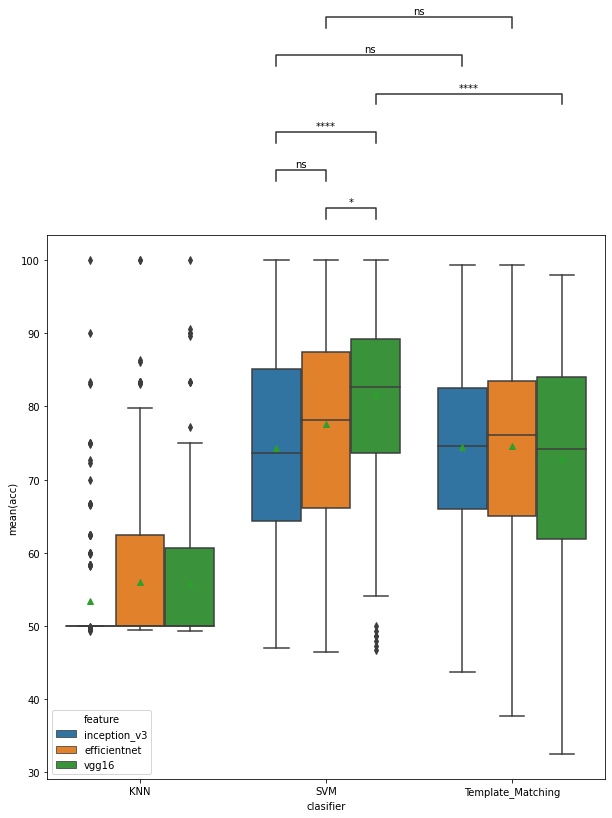 ns
ns
****
****
ns
*
100
90
80
70
60
50
40
30
mean(acc)
feature
inception_v3
efficientnet
vgg16
KNN SVM Template_Matching
clasifier